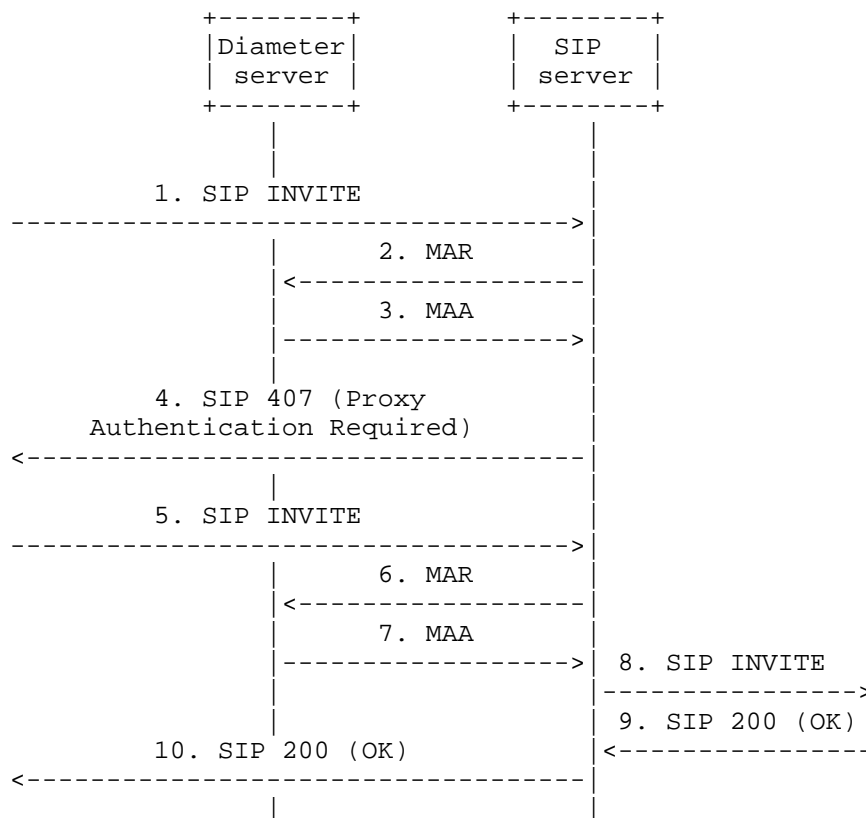 Diameter SIP
server server
1. SIP INVITE
2. MAR
3. MAA
4. SIP 407 (Proxy
Authentication Required)
5. SIP INVITE
6. MAR
7. MAA
8. SIP INVITE
9. SIP 200 (OK)
10. SIP 200 (OK)